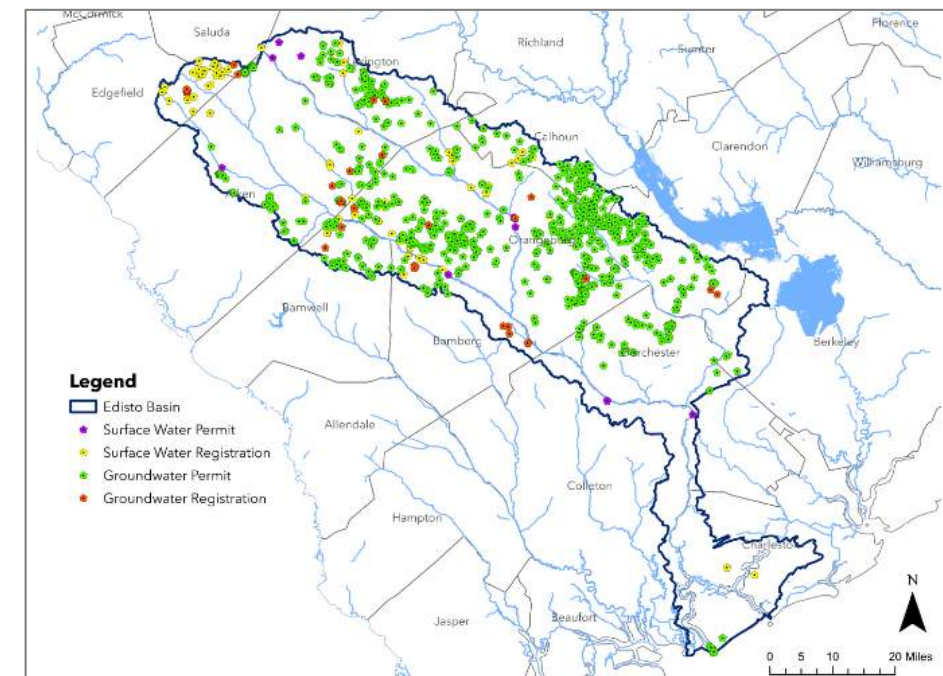 McCormick
Saluda
Florence
Richland
Sumter
Lexington
Edgefield
Calhoun
Clarendon
Williamsburg
Aiken
Orangeburg
Barnwell
Bamberg
Dorchester
Berkeley
Legend
Edisto Basin
Surface Water Permit
Surface Water Registration
Groundwater Permit
Groundwater Registration
Allendale
Colleton
Hampton
Charleston
Jasper
Beaufort
N
0 5 10 20 Miles